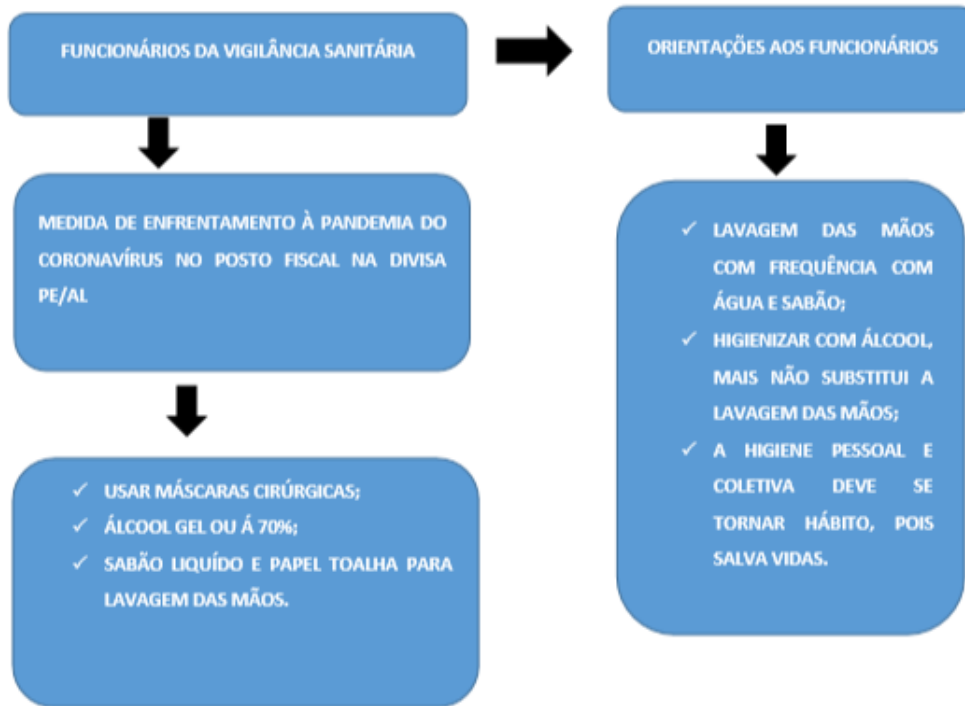 FUNCIONÁRIOS DA VIGILÂNCIA SANITÁRIA
ORIENTAÇÕES AOS FUNCIONÁRIOS
MEDIDA DE ENFRENTAMENTO À PANDEMIA DO
CORONAVÍRUS NO POSTO FISCAL NA DIVISA
PE/AL
✓ USAR MÁSCARAS CIRÚRGICAS;
✓ ÁLCOOL GEL OU Á 70%;
✓ SABÃO LIQUÍDO E PAPEL TOALHA PARA
LAVAGEM DAS MÃOS.
✓ LAVAGEM DAS MÃOS
COM FREQUÊNCIA COM
ÁGUA E SABÃO;
✓ HIGIENIZAR COM ÁLCOOL,
MAIS NÃO SUBSTITUI A
LAVAGEM DAS MÃOS;
✓ A HIGIENE PESSOAL E
COLETIVA DEVE SE
TORNAR HÁBITO, POIS
SALVA VIDAS.